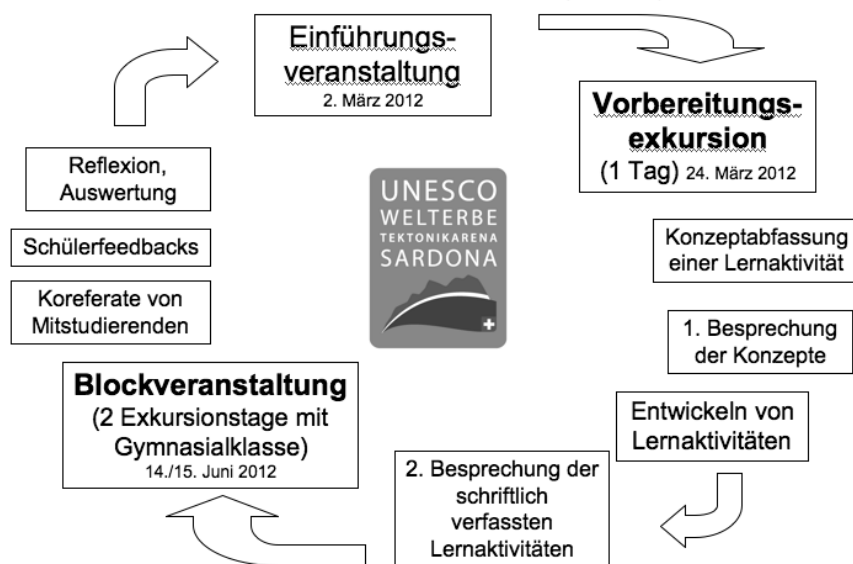 Einführungs-
veranstaltung
2. März 2012
Vorbereitungs-
exkursion
(1 Tag) 24. März 2012
Konzeptabfassung
einer Lernaktivität
1. Besprechung
der Konzepte
Entwickeln von
Lernaktivitäten
2. Besprechung der
schriftlich
verfassten
Lernaktivitäten
Blockveranstaltung
(2 Exkursionstage mit
Gymnasialklasse)
14./15. Juni 2012
Koreferate von
Mitstudierenden
Schülerfeedbacks
Reflexion,
Auswertung
UNESCO
WELTERBE
TEKTONIKARENA
SARDONA